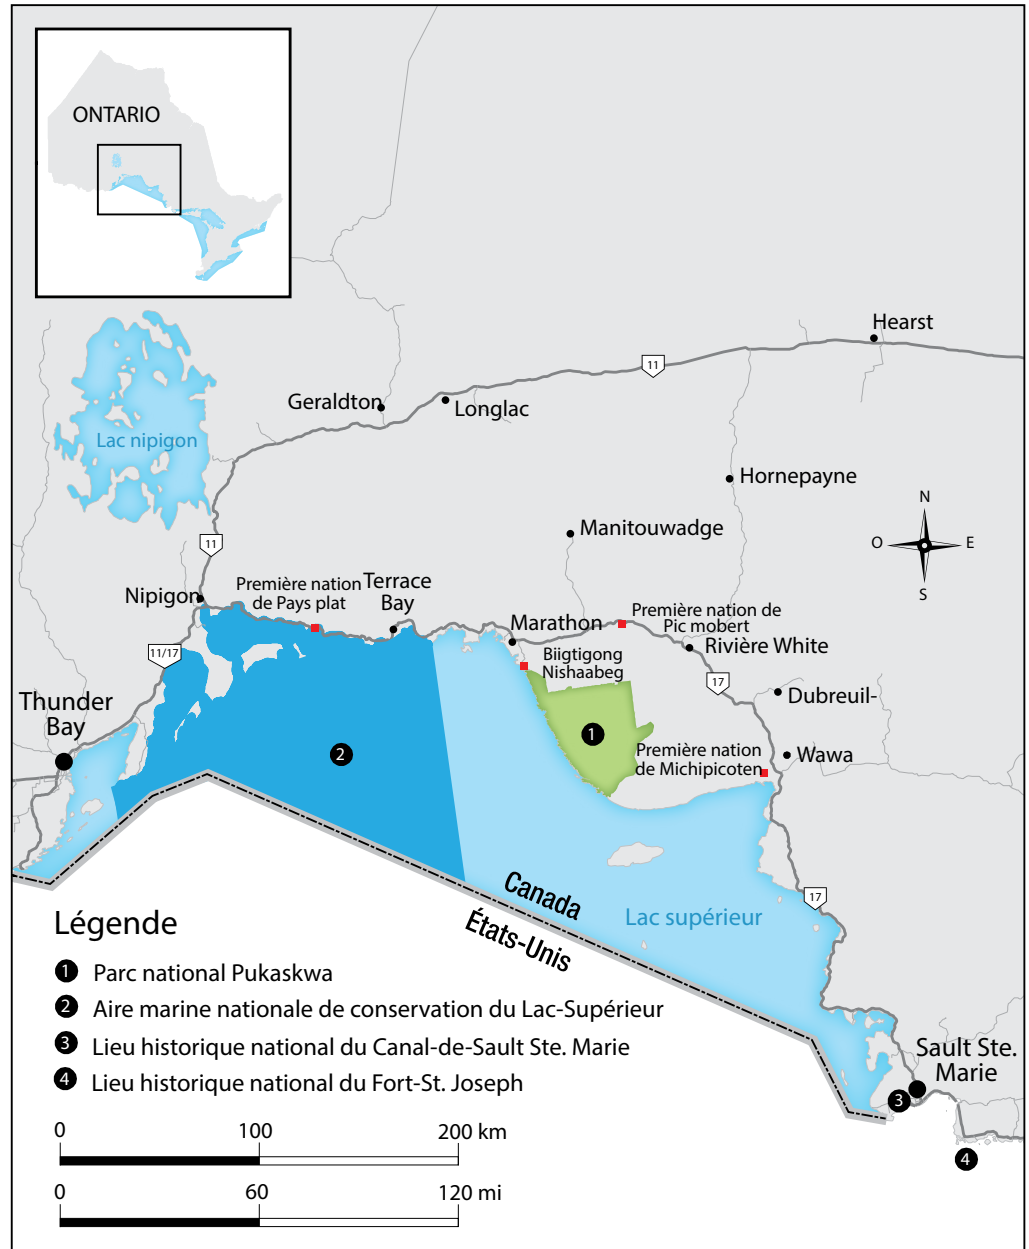 ONTARIO
Hearst
11
Geraldton
Longlac
Lac nipigon
Hornepayne
Manitouwadge
N
O
E
S
11
Nipigon
Première nation
de Pays plat
Terrace
Bay
Marathon
Première nation de
Pic mobert
Rivière White
11/17
Biigtigong
Nishaabeg
17
Dubreuil-
Thunder
Bay
1
2
Première nation
de Michipicoten
Wawa
Canada
États-Unis
Lac supérieur
17
Légende
1 Parc national Pukaskwa
2 Aire marine nationale de conservation du Lac-Supérieur
3 Lieu historique national du Canal-de-Sault Ste. Marie
4 Lieu historique national du Fort-St. Joseph
Sault Ste.
Marie
3
4
0 100 200 km
0 60 120 mi